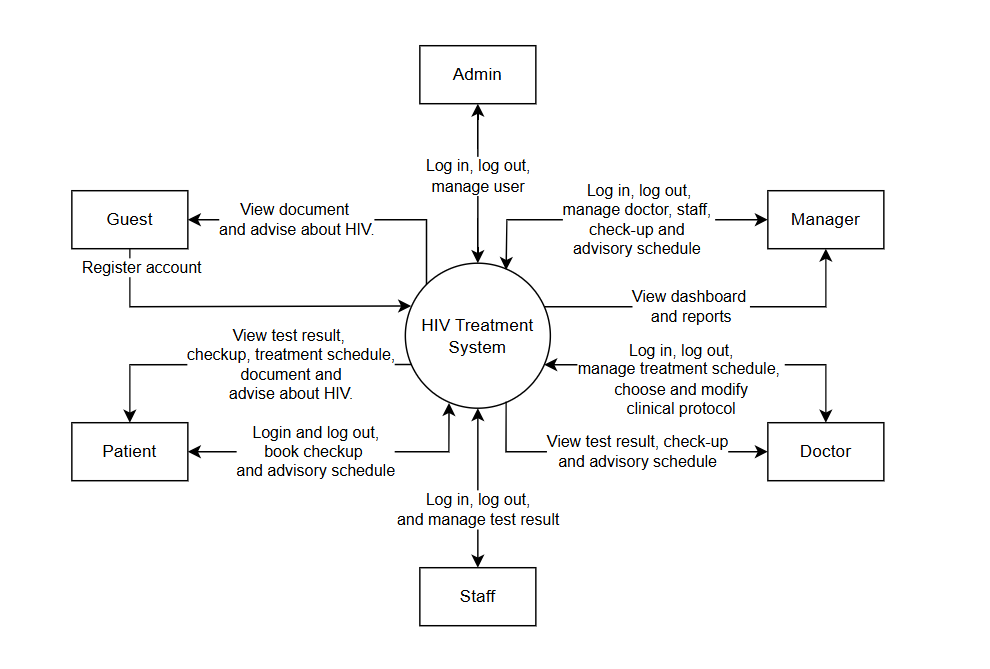 Admin
Log in, log out,
manage user
Guest
View document
and advise about HIV.
Log in, log out,
manage doctor, staff,
check-up and
advisory schedule
Manager
Register account
View dashboard
and reports
HIV Treatment
System
View test result,
checkup, treatment schedule,
document and
advise about HIV.
Log in, log out,
manage treatment schedule,
choose and modify
clinical protocol
Patient
Login and log out,
book checkup
and advisory schedule
View test result, check-up
and advisory schedule
Doctor
Log in, log out,
and manage test result
Staff